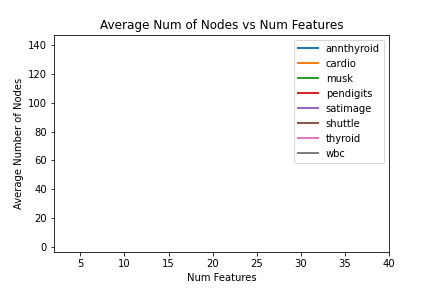 Average Num of Nodes vs Num Features
Average Number of Nodes
140
120
100
80
60
40
20
0
annthyroid
cardio
musk
pendigits
satimage
shuttle
thyroid
wbc
5 10 15 20 25 30 35 40
Num Features